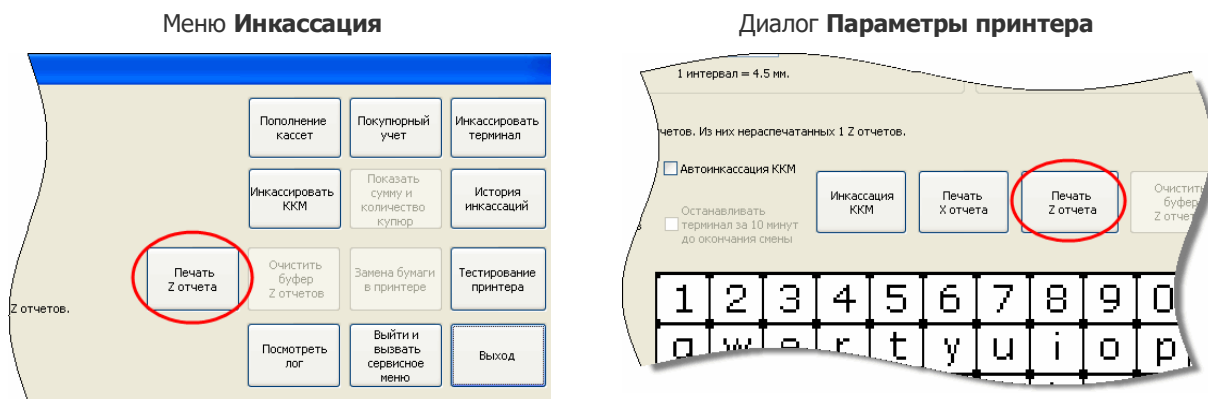 Меню Инкассация
Пополнение
кассет
Покупюрный
учет
Инкассировать
терминал
Инкассировать
ККМ
Показать
сумму и
количество
купюр
История
инкассаций
Печать
Z отчета
Очистить
буфер
Z отчетов
Замена бумаги
в принтере
Тестирование
принтера
Z отчетов.
Посмотреть
лог
Выйти и
вызвать
сервисное
меню
Выход
Диалог Параметры принтера
1 интервал = 4.5 мм.
четов. Из них нераспечатанных 1 Z отчетов.
Автоинкассация ККМ
Останавливать
терминал за 10 минут
до окончания смены
Инкассация
ККМ
Печать
X отчета
Печать
Z отчета
Очистить
буфер
Z отчет
1 2 3 4 5 6 7 8 9 0
q w e r t y u i o p